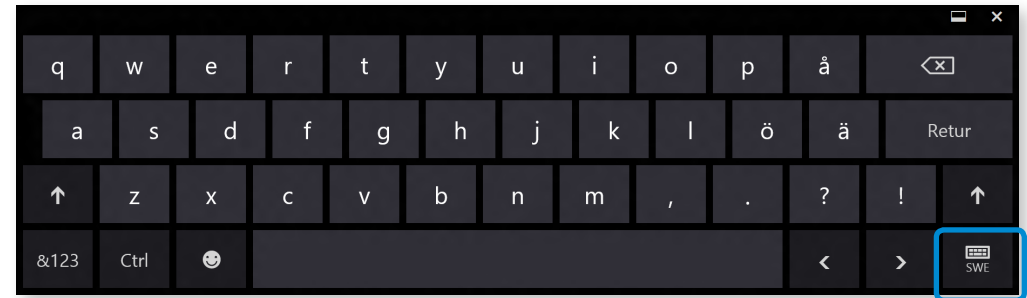 q w e r t y u i o p å
a s d f g h j k l ö ä Retur
z x c v b n m , . ? !
&123 Ctrl < > SWE